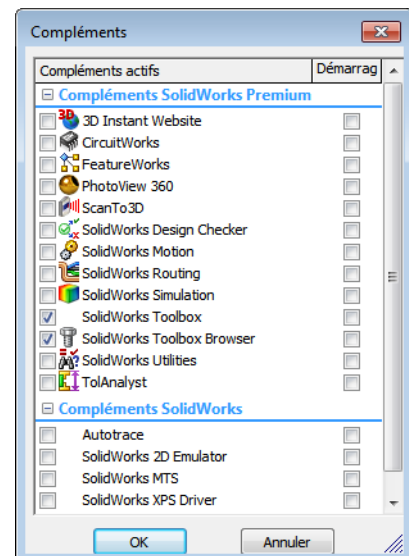 Compléments
Compléments actifs Démarrag
Compléments SolidWorks Premium
3D Instant Website
CircuitWorks
FeatureWorks
PhotoView 360
ScanTo3D
SolidWorks Design Checker
SolidWorks Motion
SolidWorks Routing
SolidWorks Simulation
SolidWorks Toolbox
SolidWorks Toolbox Browser
SolidWorks Utilities
TolAnalyst
Compléments SolidWorks
Autotrace
SolidWorks 2D Emulator
SolidWorks MTS
SolidWorks XPS Driver
OK Annuler